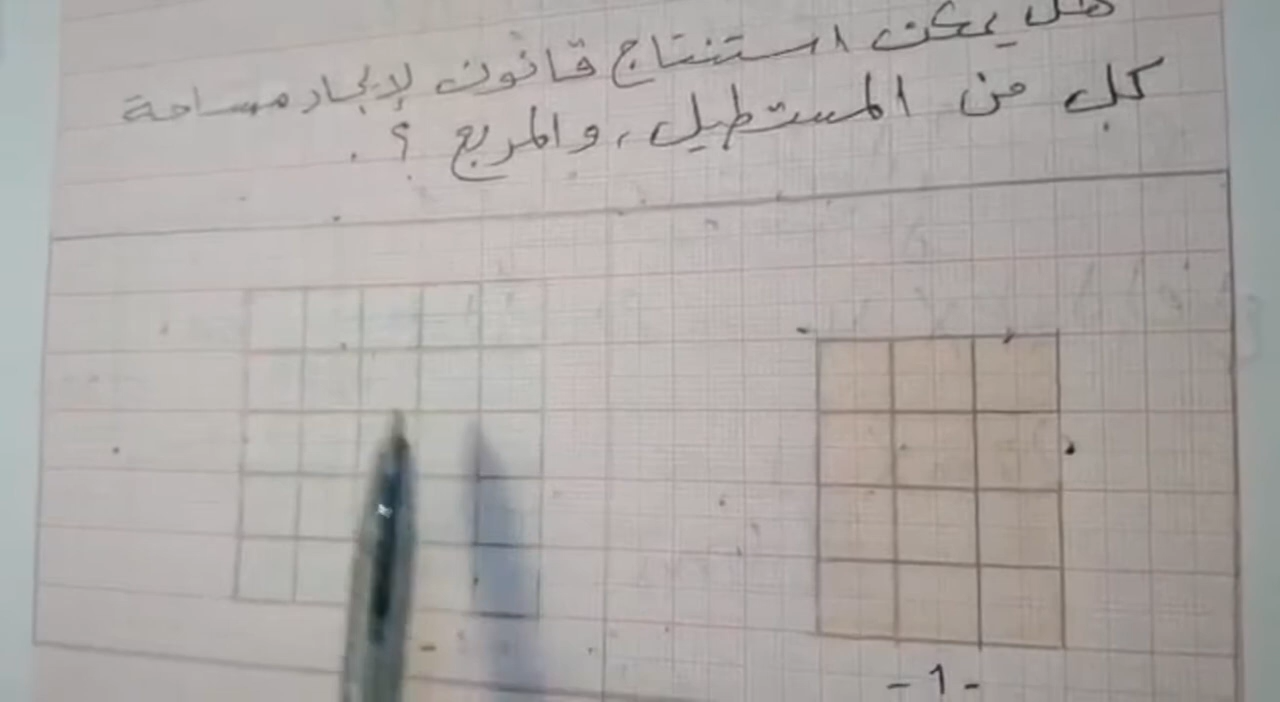 هل يمكن استنتاج قانون لإيجاد مساحة
كل من المستطيل، والمربع ؟.
- 1 -